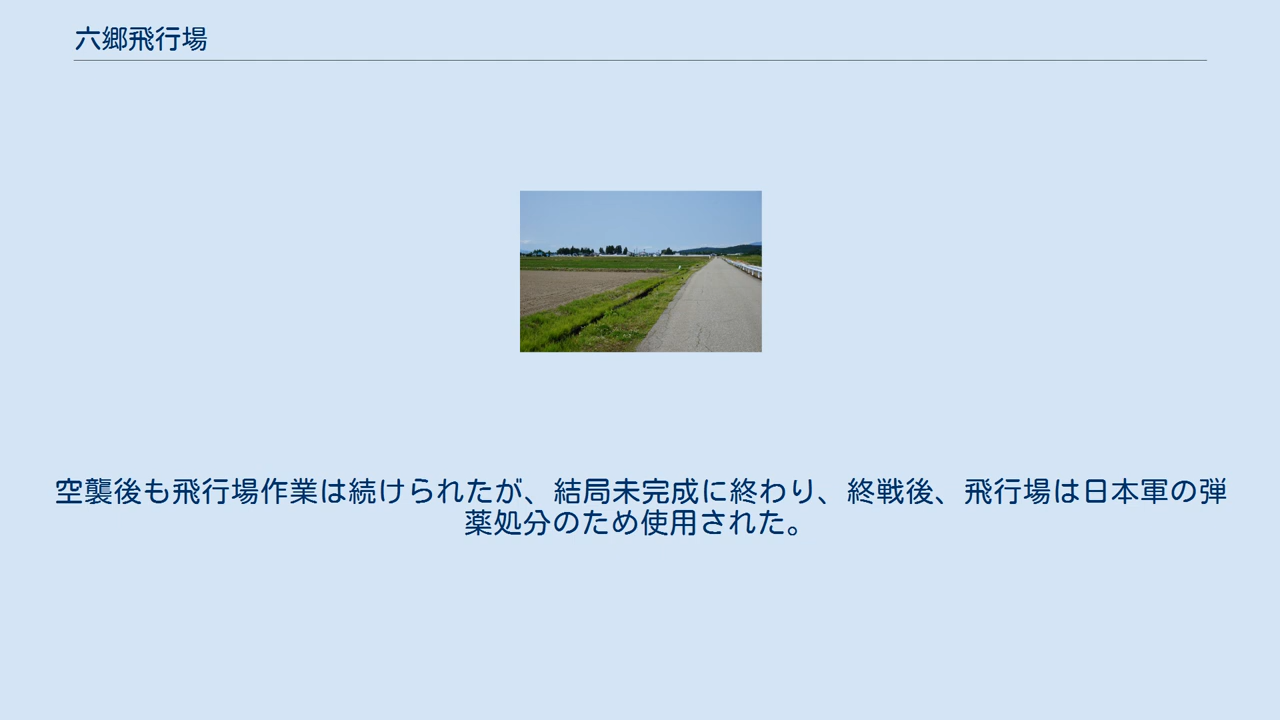 六郷飛行場
空襲後も飛行場作業は続けられたが、結局未完成に終わり、終戦後、飛行場は日本軍の弾
薬処分のため使用された。